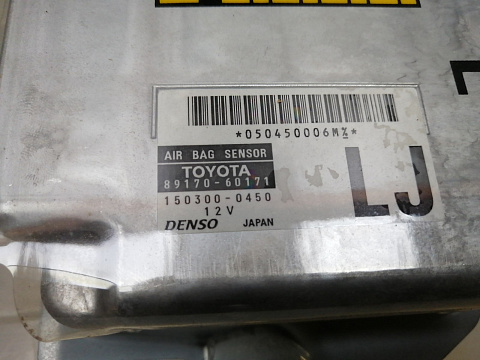 *050450006M%*
AIR BAG SENSOR
TOYOTA
89170-60171
150300-0450
12V
DENSO JAPAN
LJ